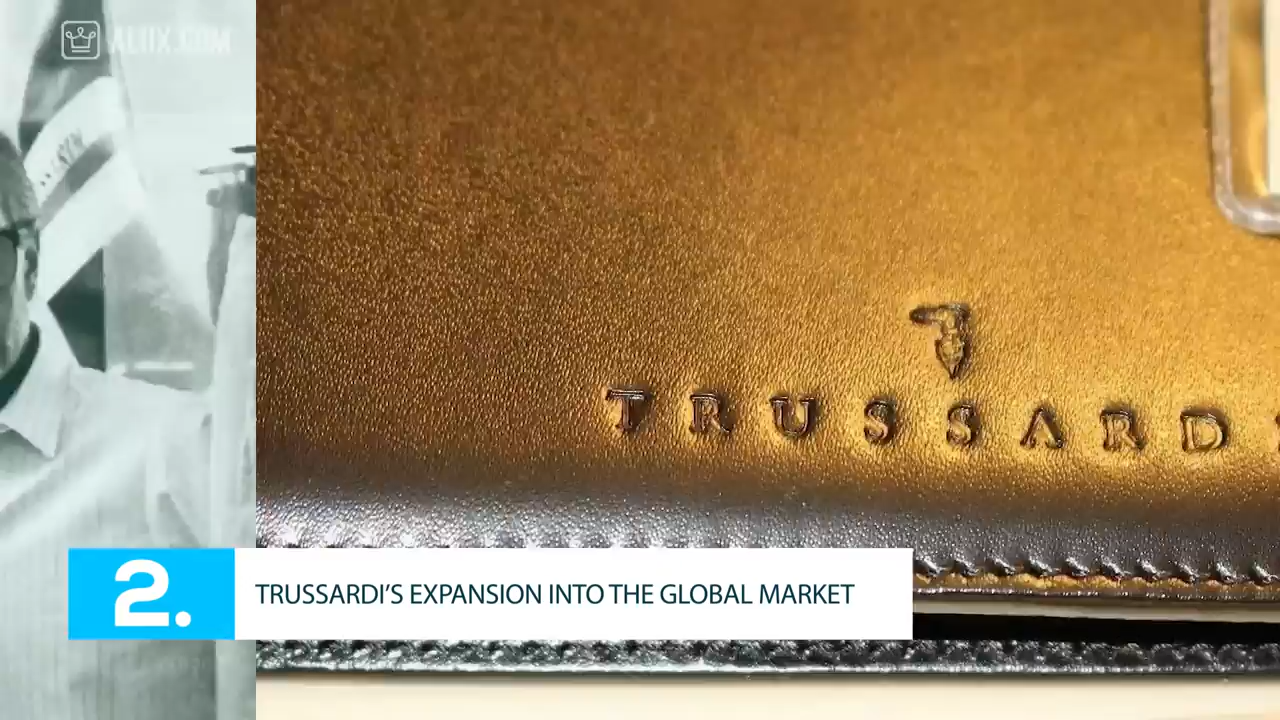 ALUX.COM
TRUSSARD
2.
TRUSSARDI'S EXPANSION INTO THE GLOBAL MARKET